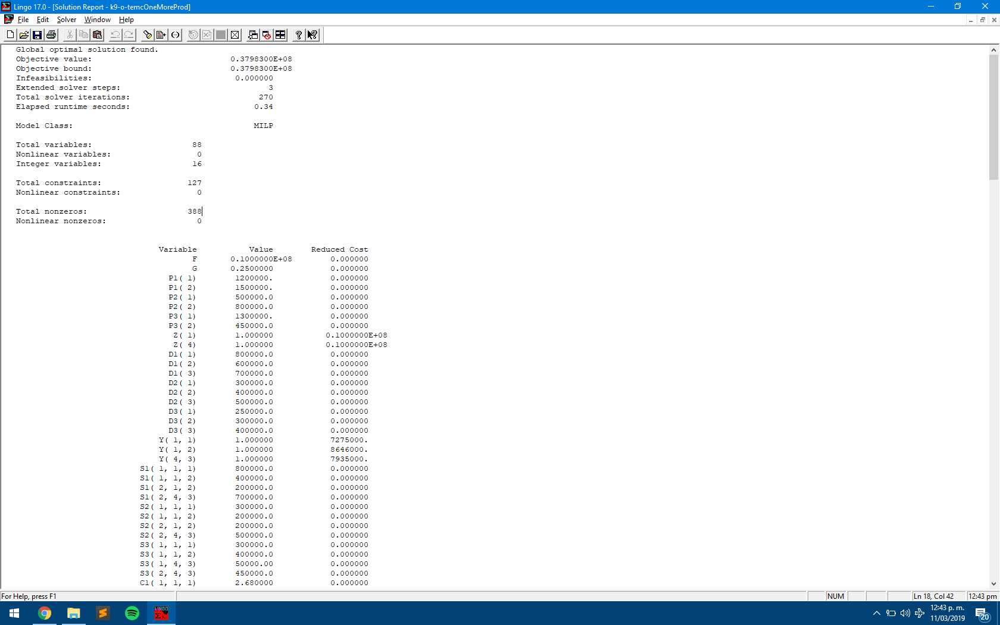 Lingo 17.0 - [Solution Report - k9-o-temcOneMoreProd]
File Edit Solver Window Help
Global optimal solution found.
Objective value: 0.3798300E+08
Objective bound: 0.3798300E+08
Infeasibilities: 0.000000
Extended solver steps: 3
Total solver iterations: 270
Elapsed runtime seconds: 0.34
Model Class: MILP
Total variables: 88
Nonlinear variables: 0
Integer variables: 16
Total constraints: 127
Nonlinear constraints: 0
Total nonzeros: 388
Nonlinear nonzeros: 0
Variable Value Reduced Cost
F 0.1000000E+08 0.000000
G 0.2500000 0.000000
P1( 1) 1200000. 0.000000
P1( 2) 1500000. 0.000000
P2( 1) 500000.0 0.000000
P2( 2) 800000.0 0.000000
P3( 1) 1300000. 0.000000
P3( 2) 450000.0 0.000000
Z( 1) 1.000000 0.1000000E+08
Z( 4) 1.000000 0.1000000E+08
D1( 1) 800000.0 0.000000
D1( 2) 600000.0 0.000000
D1( 3) 700000.0 0.000000
D2( 1) 300000.0 0.000000
D2( 2) 400000.0 0.000000
D2( 3) 500000.0 0.000000
D3( 1) 250000.0 0.000000
D3( 2) 300000.0 0.000000
D3( 3) 400000.0 0.000000
Y( 1, 1) 1.000000 7275000.
Y( 1, 2) 1.000000 8646000.
Y( 4, 3) 1.000000 7935000.
S1( 1, 1, 1) 800000.0 0.000000
S1( 1, 1, 2) 400000.0 0.000000
S1( 2, 1, 2) 200000.0 0.000000
S1( 2, 4, 3) 700000.0 0.000000
S2( 1, 1, 1) 300000.0 0.000000
S2( 1, 1, 2) 200000.0 0.000000
S2( 2, 1, 2) 200000.0 0.000000
S2( 2, 4, 3) 500000.0 0.000000
S3( 1, 1, 1) 300000.0 0.000000
S3( 1, 1, 2) 400000.0 0.000000
S3( 1, 4, 3) 50000.00 0.000000
S3( 2, 4, 3) 450000.0 0.000000
C1( 1, 1, 1) 2.680000 0.000000
For Help, press F1 NUM Ln 18, Col 42 12:43 pm
LINGO
12:43 p. m.
11/03/2019
20